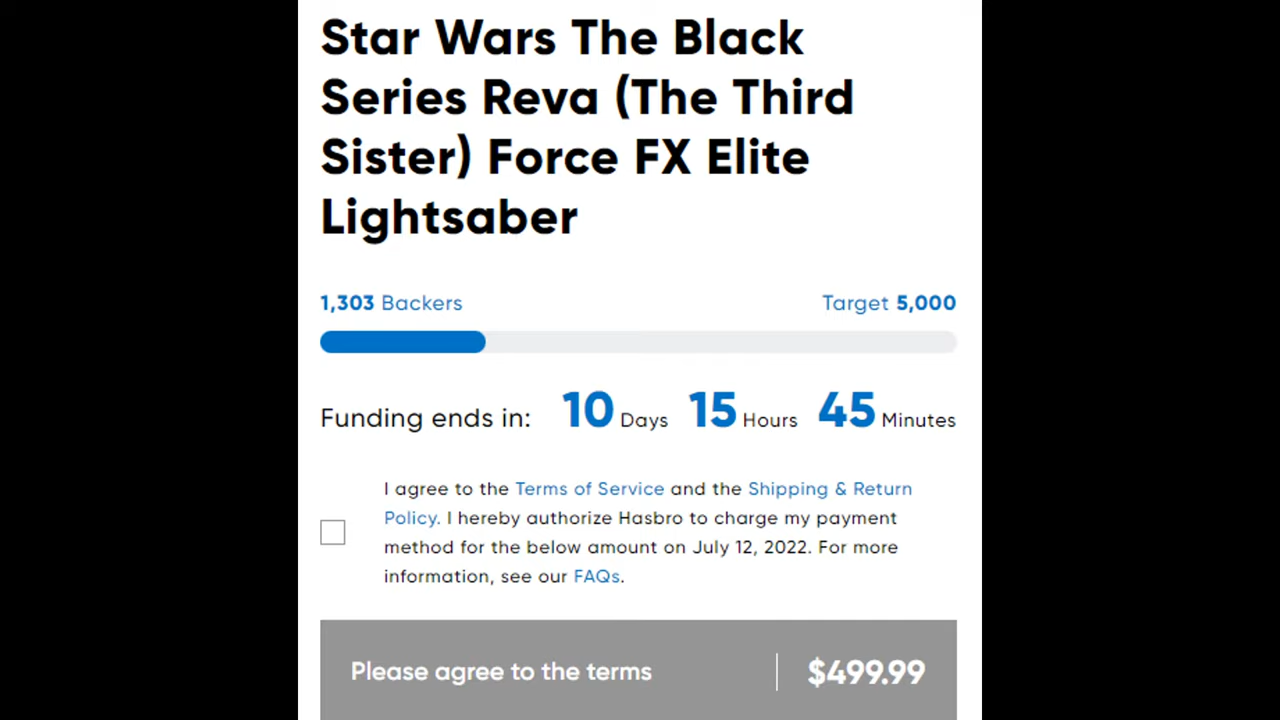 Star Wars The Black
Series Reva (The Third
Sister) Force FX Elite
Lightsaber
1,303 Backers Target 5,000
Funding ends in: 10 Days 15 Hours 45 Minutes
I agree to the Terms of Service and the Shipping & Return
Policy. I hereby authorize Hasbro to charge my payment
method for the below amount on July 12, 2022. For more
information, see our FAQs.
Please agree to the terms $499.99